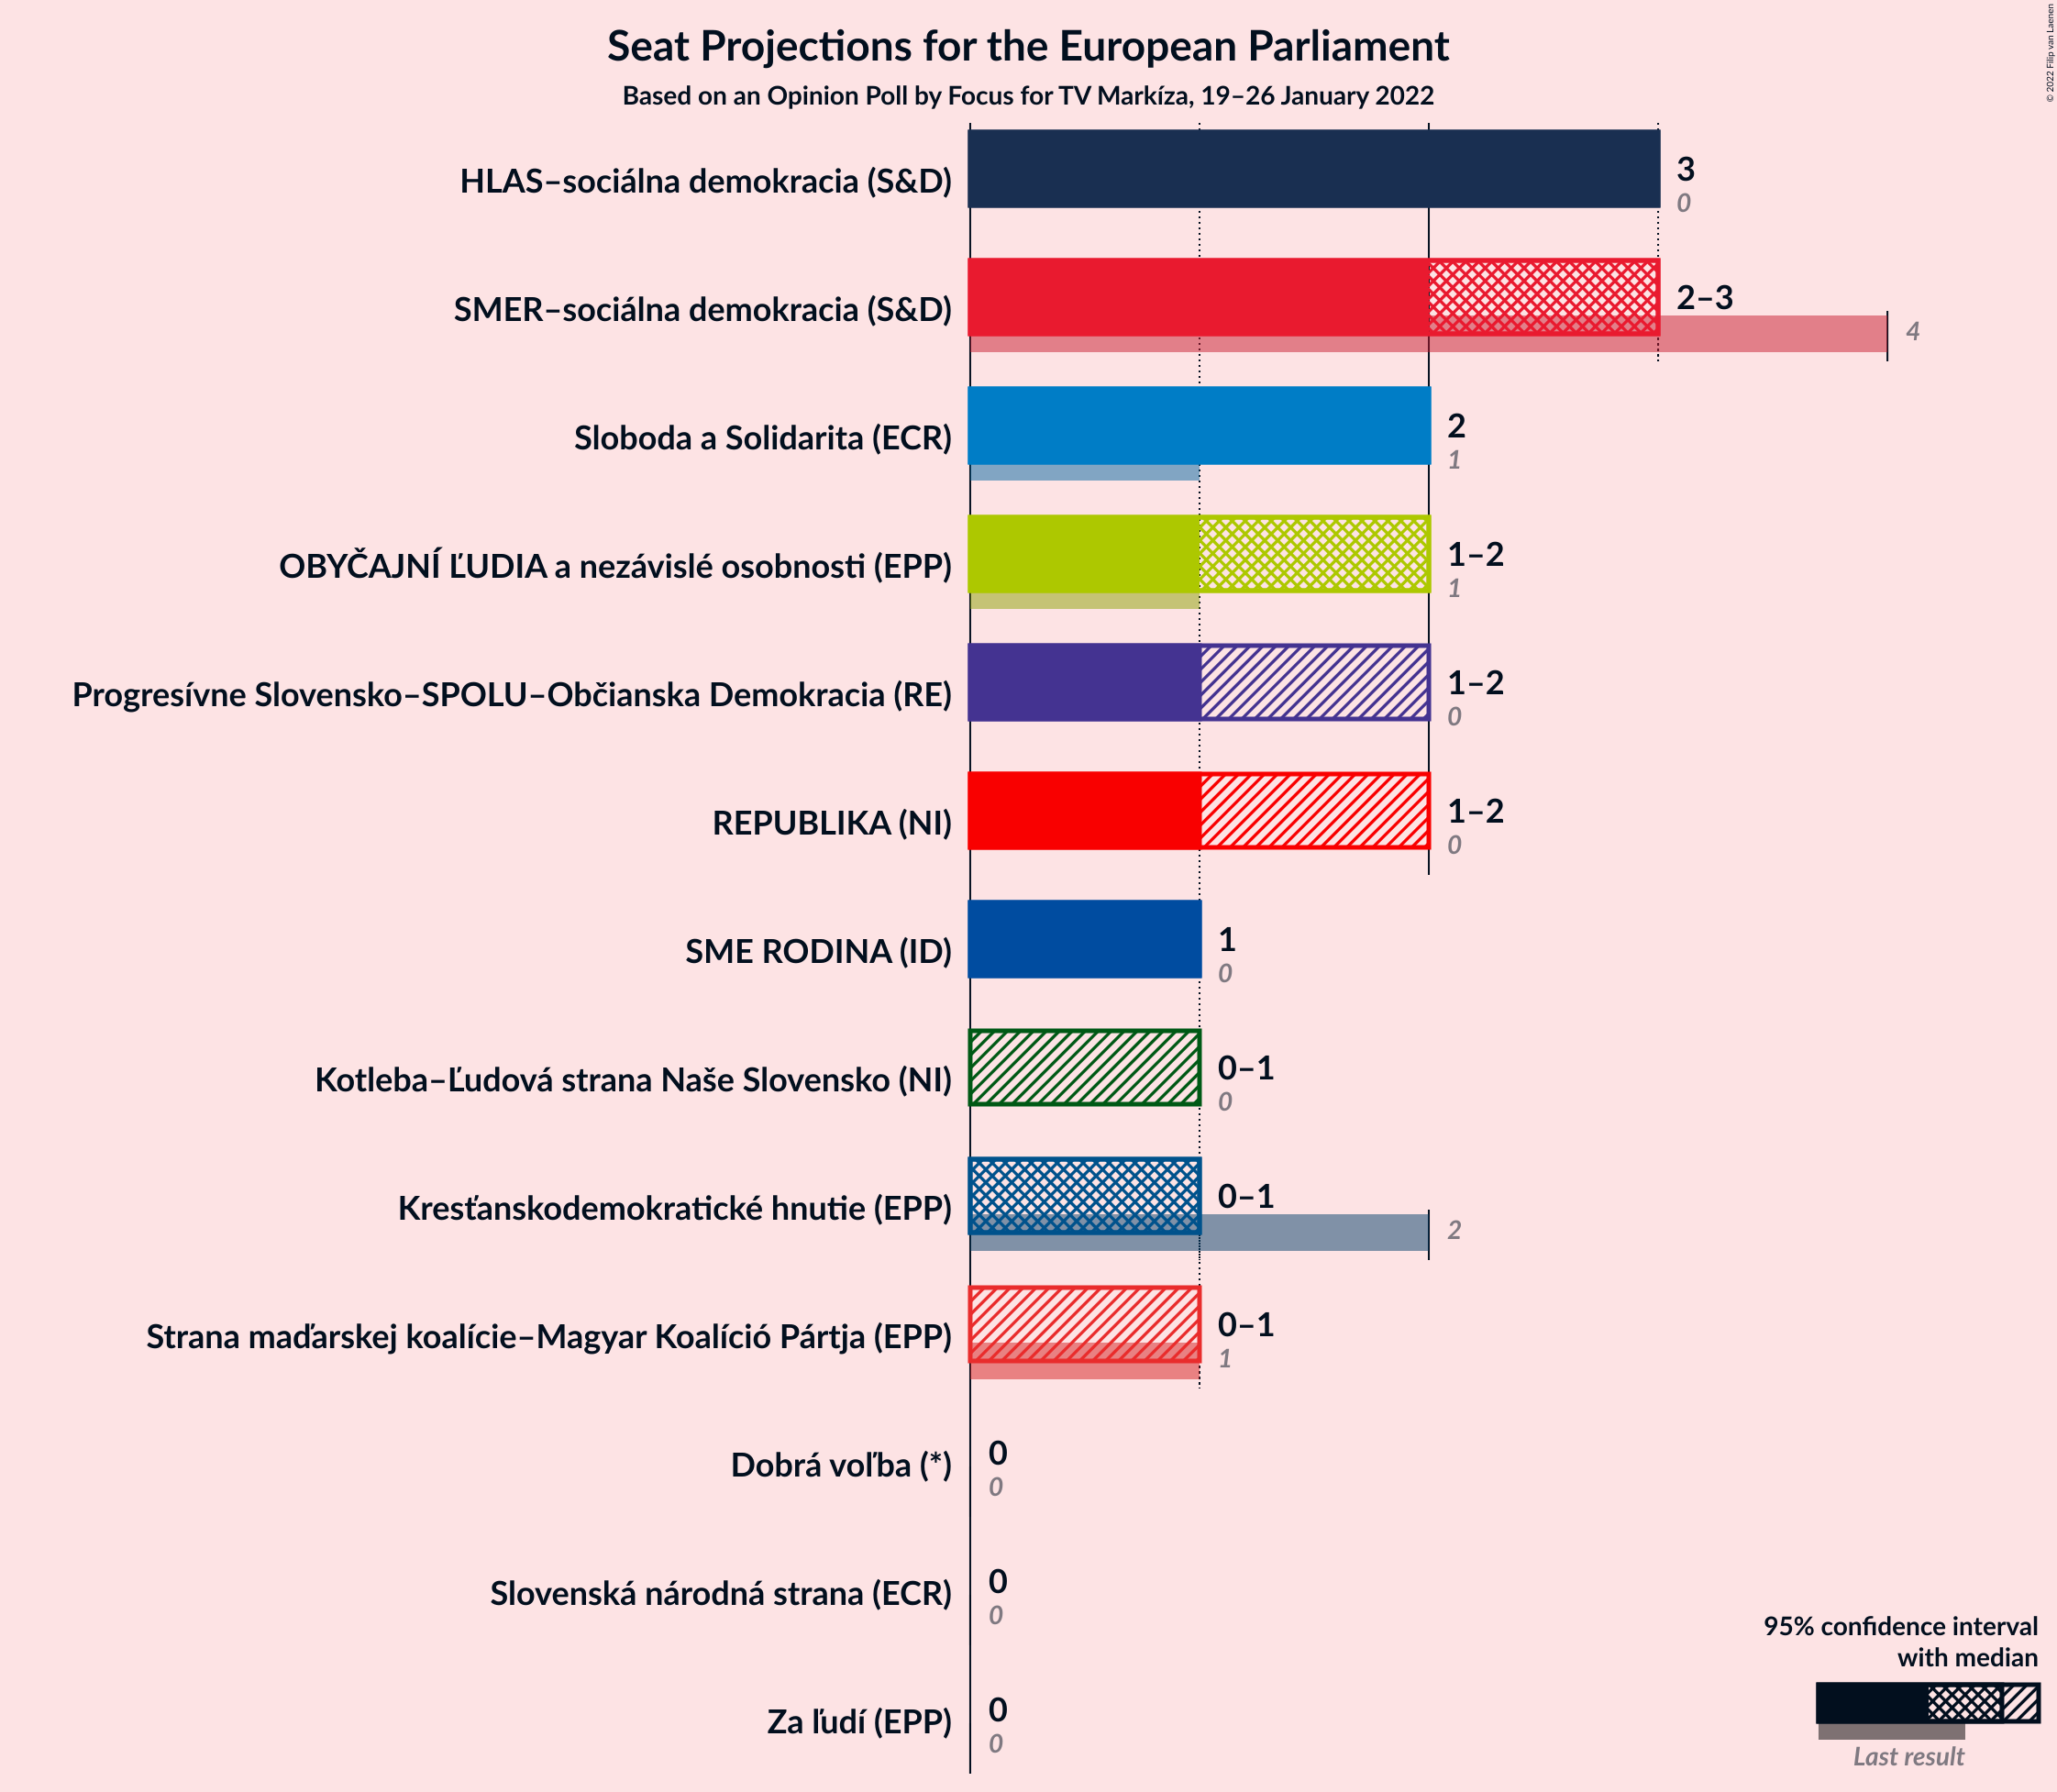 Seat Projections for the European Parliament
Based on an Opinion Poll by Focus for TV Markíza, 19–26 January 2022
© 2022 Filip van Laenen
HLAS–sociálna demokracia (S&D)
3
0
SMER–sociálna demokracia (S&D)
2–3
4
Sloboda a Solidarita (ECR)
2
1
OBYČAJNÍ ĽUDIA a nezávislé osobnosti (EPP)
1–2
1
Progresívne Slovensko–SPOLU–Občianska Demokracia (RE)
1–2
0
REPUBLIKA (NI)
1–2
0
SME RODINA (ID)
1
0
Kotleba–Ľudová strana Naše Slovensko (NI)
0–1
0
Kresťanskodemokratické hnutie (EPP)
0–1
2
Strana maďarskej koalície–Magyar Koalíció Pártja (EPP)
0–1
1
Dobrá voľba (*)
0
0
Slovenská národná strana (ECR)
0
0
Za ľudí (EPP)
0
0
95% confidence interval
with median
Last result